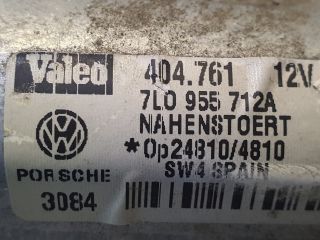 Valeo 404.761 12V
7L0 955 712A
NAHENSTOERT
*Op24810/4810
PORSCHE SW4 SPAIN
3084